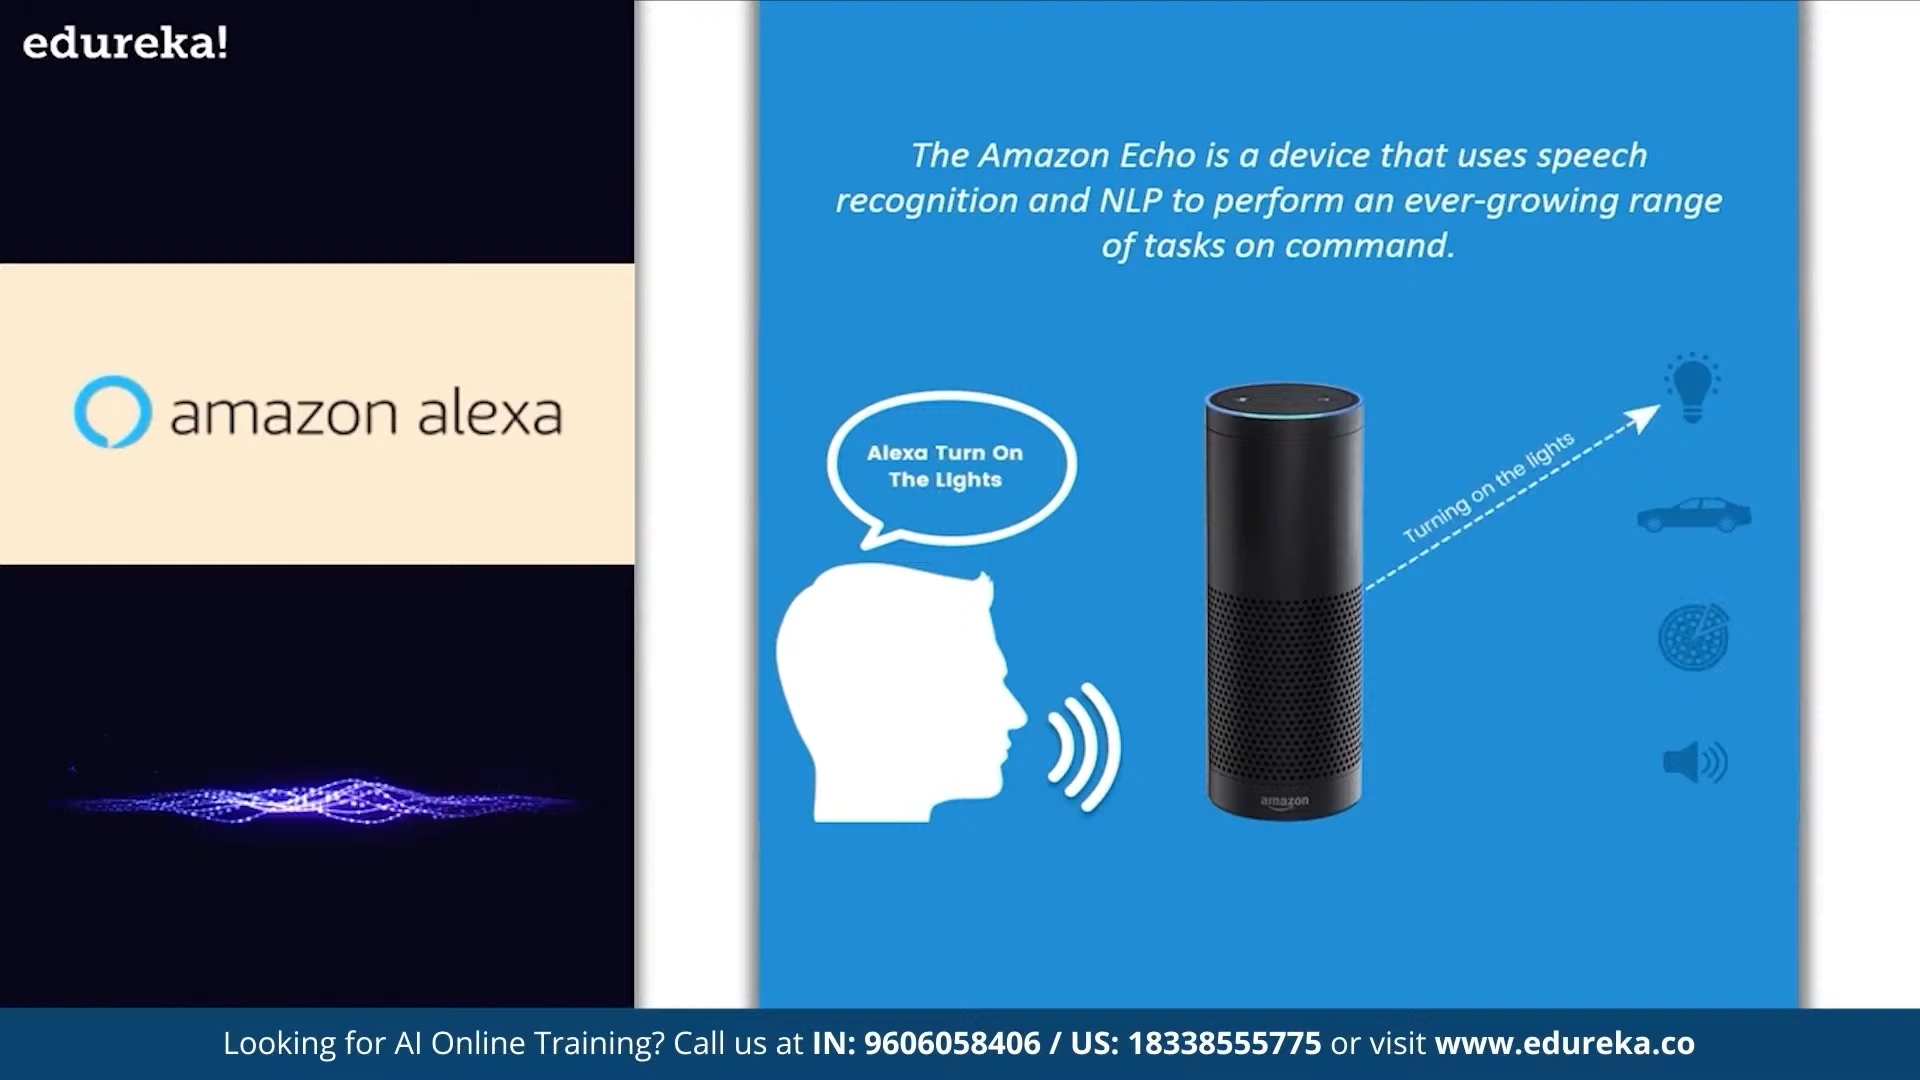 edureka!
amazon alexa
The Amazon Echo is a device that uses speech
recognition and NLP to perform an ever-growing range
of tasks on command.
Alexa Turn On
The Lights
Turning on the lights
amazon
Looking for AI Online Training? Call us at IN: 9606058406 / US: 18338555775 or visit www.edureka.co